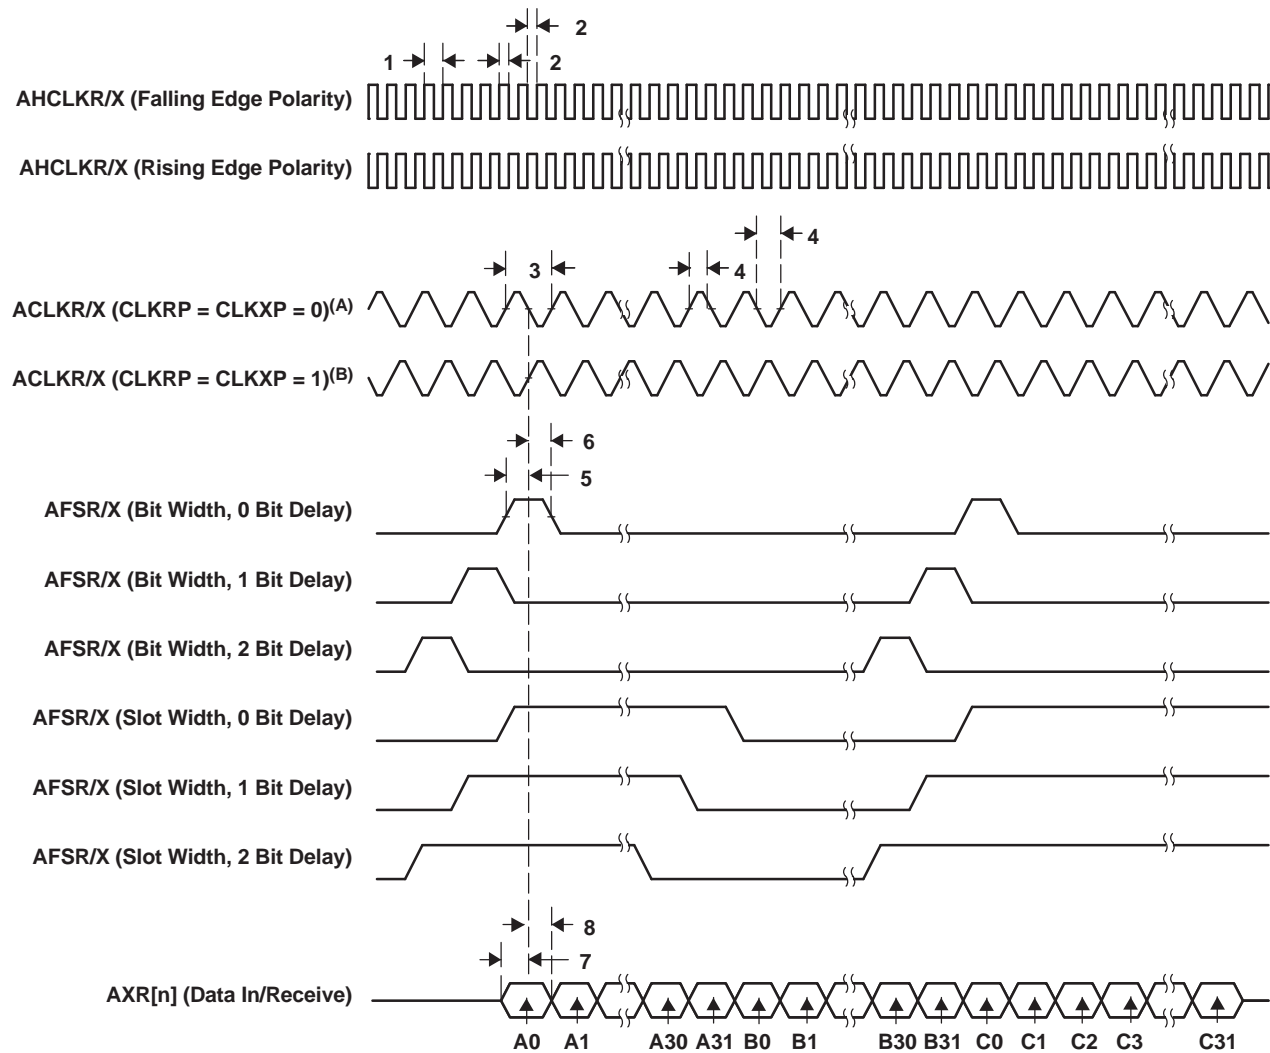 2
1
2
AHCLKR/X (Falling Edge Polarity)
AHCLKR/X (Rising Edge Polarity)
4
3
4
ACLKR/X (CLKRP = CLKXP = 0)(A)
ACLKR/X (CLKRP = CLKXP = 1)(B)
6
5
AFSR/X (Bit Width, 0 Bit Delay)
AFSR/X (Bit Width, 1 Bit Delay)
AFSR/X (Bit Width, 2 Bit Delay)
AFSR/X (Slot Width, 0 Bit Delay)
AFSR/X (Slot Width, 1 Bit Delay)
AFSR/X (Slot Width, 2 Bit Delay)
8
7
AXR[n] (Data In/Receive)
A0 A1 A30 A31 B0 B1 B30 B31 C0 C1 C2 C3 C31